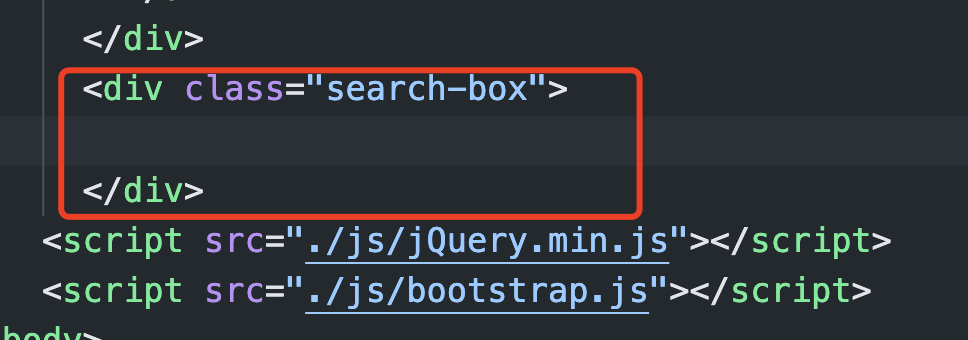 </div>
<div class="search-box">
</div>
<script src="./js/jQuery.min.js"></script>
<script src="./js/bootstrap.js"></script>
body>